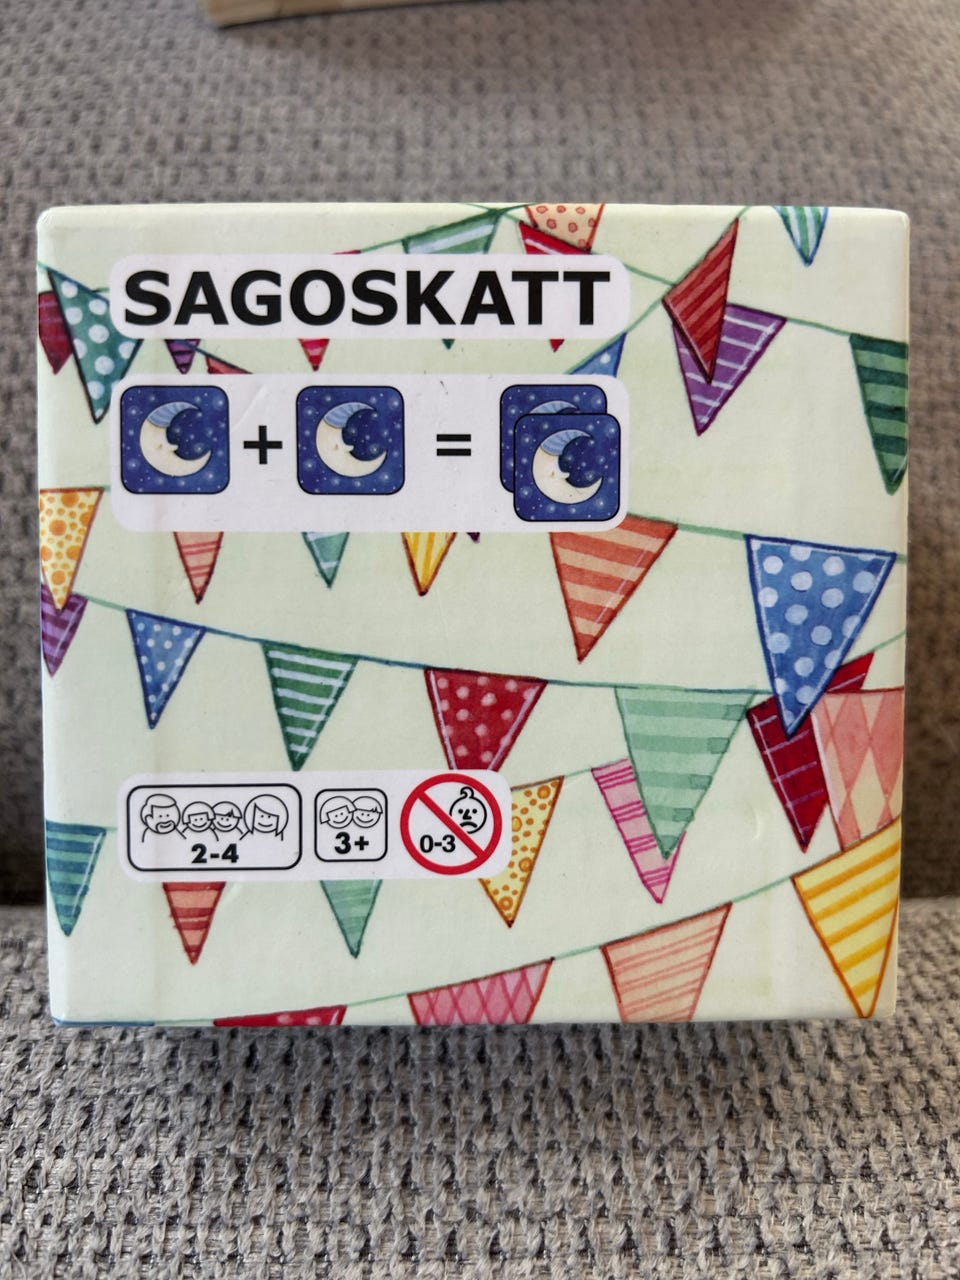 SAGOSKATT
+ =
2-4 3+ 0-3